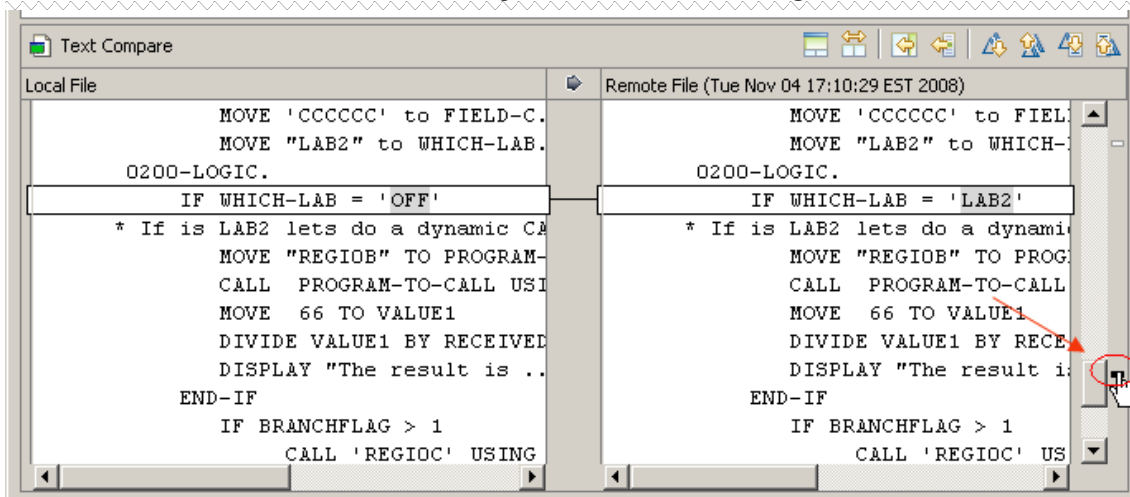 Text Compare
Local File
Remote File (Tue Nov 04 17:10:29 EST 2008)
MOVE 'CCCCCC' to FIELD-C.
MOVE "LAB2" to WHICH-LAB.
0200-LOGIC.
IF WHICH-LAB = 'OFF'
* If is LAB2 lets do a dynamic CA
MOVE "REGIOB" TO PROGRAM-
CALL PROGRAM-TO-CALL USI
MOVE 66 TO VALUE1
DIVIDE VALUE1 BY RECEIVED
DISPLAY "The result is ..
END-IF
IF BRANCHFLAG > 1
CALL 'REGIOC' USING
MOVE 'CCCCCC' to FIEL
MOVE "LAB2" to WHICH-
0200-LOGIC.
IF WHICH-LAB = 'LAB2'
* If is LAB2 lets do a dynami
MOVE "REGIOB" TO PROG
CALL PROGRAM-TO-CALL
MOVE 66 TO VALUE1
DIVIDE VALUE1 BY RECE
DISPLAY "The result i
END-IF
IF BRANCHFLAG > 1
CALL 'REGIOC' US